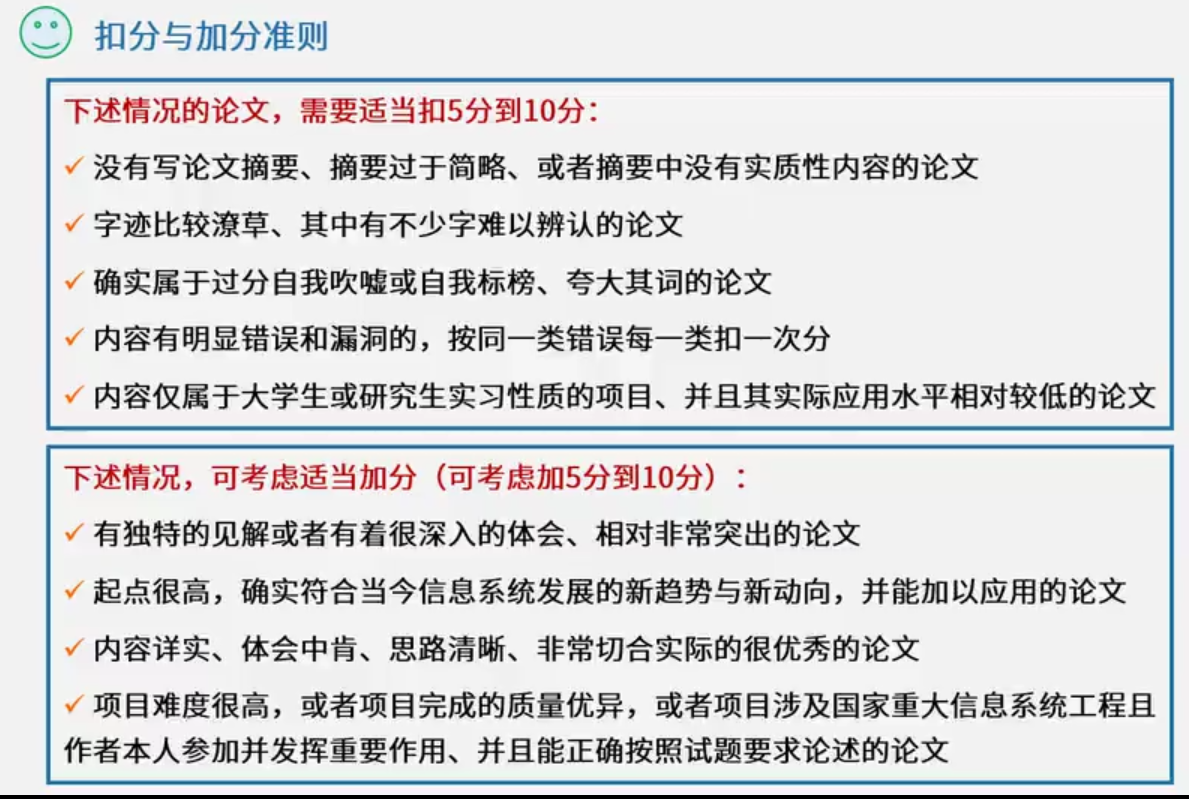 扣分与加分准则
下述情况的论文，需要适当扣5分到10分：
✓ 没有写论文摘要、摘要过于简略、或者摘要中没有实质性内容的论文
✓ 字迹比较潦草、其中有不少字难以辨认的论文
✓ 确实属于过分自我吹嘘或自我标榜、夸大其词的论文
✓ 内容有明显错误和漏洞的，按同一类错误每一类扣一次分
✓ 内容仅属于大学生或研究生实习性质的项目、并且其实际应用水平相对较低的论文
下述情况，可考虑适当加分（可考虑加5分到10分）：
✓ 有独特的见解或者有着很深入的体会、相对非常突出的论文
✓ 起点很高，确实符合当今信息系统发展的新趋势与新动向，并能加以应用的论文
✓ 内容详实、体会中肯、思路清晰、非常切合实际的很优秀的论文
✓ 项目难度很高，或者项目完成的质量优异，或者项目涉及国家重大信息系统工程且
作者本人参加并发挥重要作用、并且能正确按照试题要求论述的论文